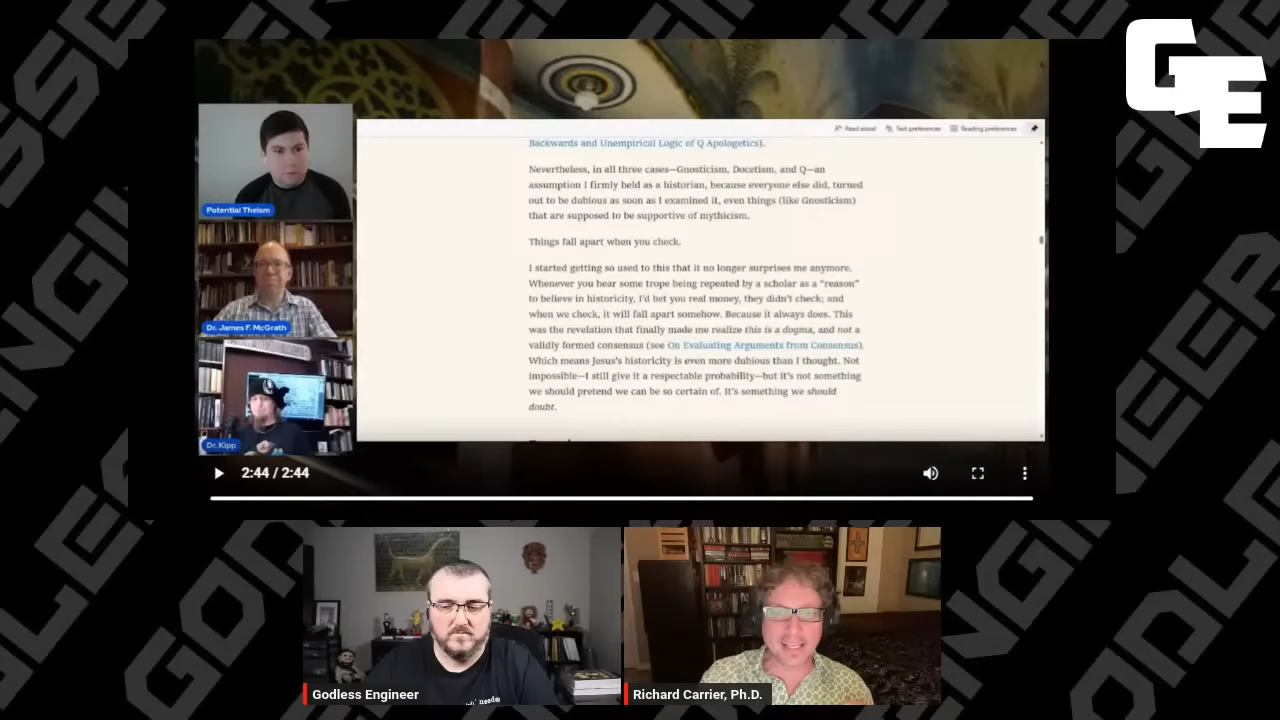 GE
Read assist Text preferences Reading preferences
Backwards and Unempirical Logic of Q Apologetics).
Nevertheless, in all three cases—Gnosticism, Docetism, and Q—an
assumption I firmly held as a historian, because everyone else did, turned
out to be dubious as soon as I examined it, even things (like Gnosticism)
that are supposed to be supportive of mythicism.
Things fall apart when you check.
I started getting so used to this that it no longer surprises me anymore.
Whenever you hear some trope being repeated by a scholar as a “reason”
to believe in historicity, I’d bet you real money, they didn’t check; and
when we check, it will fall apart somehow. Because it always does. This
was the revelation that finally made me realize this is a dogma, and not a
validly formed consensus (see On Evaluating Arguments from Consensus).
Which means Jesus’s historicity is even more dubious than I thought. Not
impossible—I still give it a respectable probability—but it’s not something
we should pretend we can be so certain of. It’s something we should
doubt.
Potential Theism
Dr. James F. McGrath
Dr. Kipp
2:44 / 2:44
Godless Engineer
Richard Carrier, Ph.D.